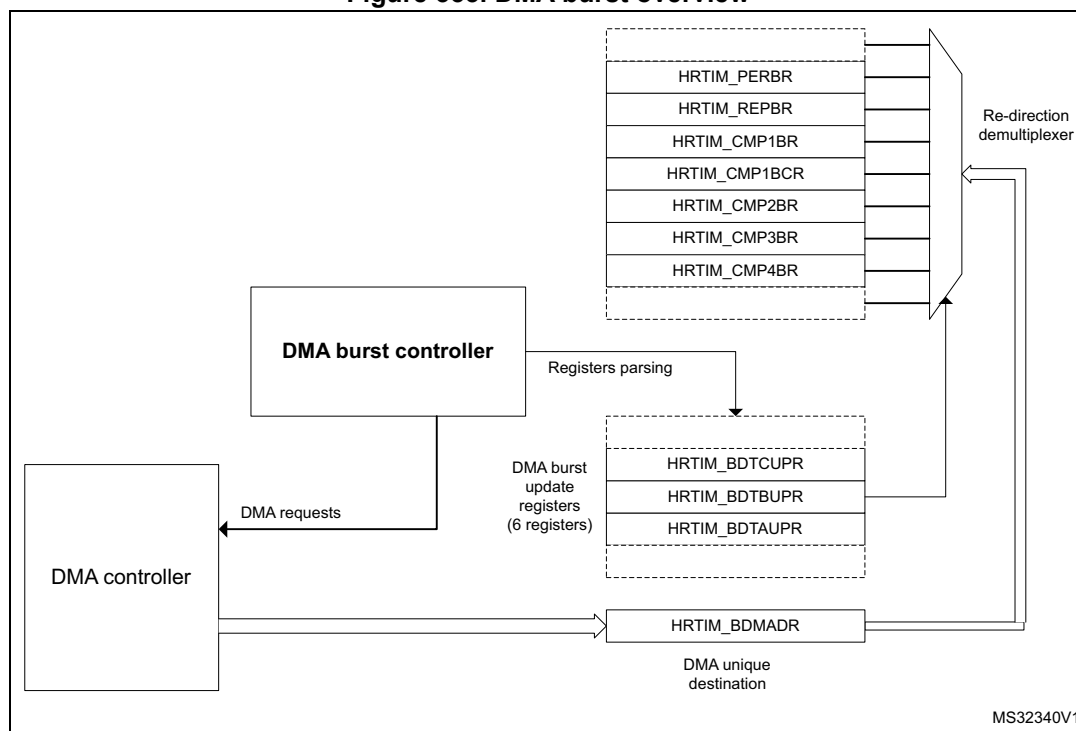 Figure DMA burst overview
HRTIM_PERBR
HRTIM_REPBR
HRTIM_CMP1BR
HRTIM_CMP1BCR
HRTIM_CMP2BR
HRTIM_CMP3BR
HRTIM_CMP4BR
Re-direction
demultiplexer
DMA burst controller
Registers parsing
DMA burst
update
registers
(6 registers)
HRTIM_BDTCUPR
HRTIM_BDTBUPR
HRTIM_BDTAUPR
DMA requests
DMA controller
HRTIM_BDMADR
DMA unique
destination
MS32340V1